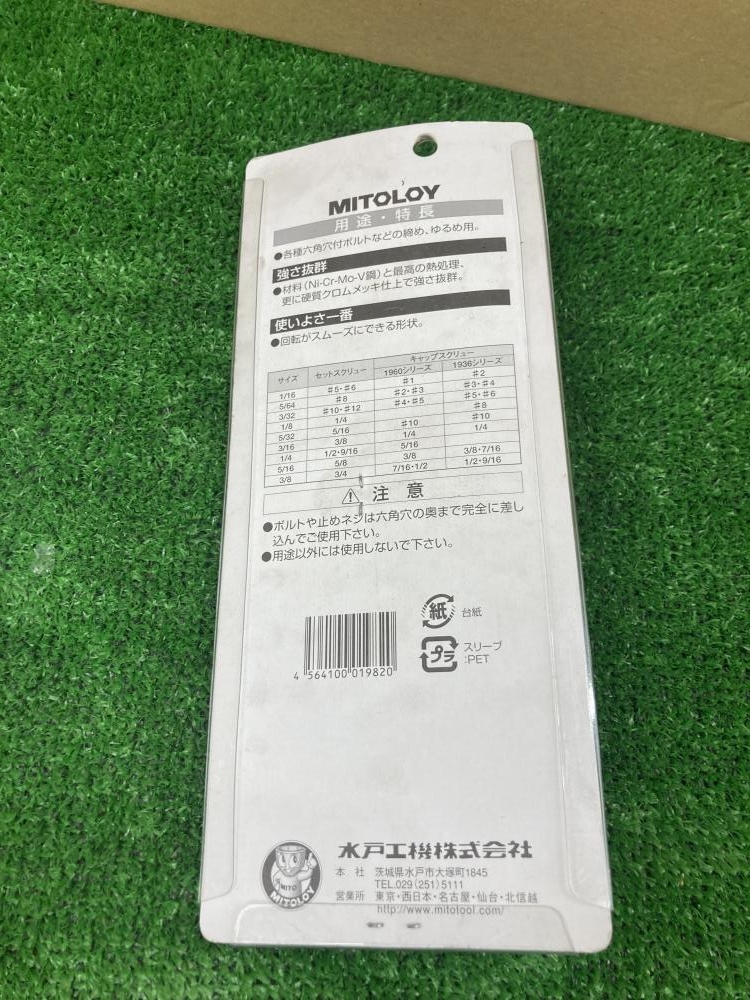 MITOLOY
用途・特長
●各種六角穴付ボルトなどの締め、ゆるめ用。
強さ抜群
●材料(Ni-Cr-Mo-V鋼)と最高の熱処理、
更に硬質クロムメッキ仕上で強さ抜群。
使いよさ一番
●回転がスムーズにできる形状。
サイズ セットスクリュー キャップスクリュー
1960シリーズ 1936シリーズ
1/16 #5・#6 #1 #2
5/64 #8 #2・#3 #3・#4
3/32 #10・#12 #4・#5 #5・#6
1/8 1/4 #8
5/32 5/16 #10 #10
3/16 3/8 1/4 1/4
1/4 1/2・9/16 5/16
5/16 5/8 3/8 3/8・7/16
3/8 3/4 7/16・1/2 1/2・9/16
注意
●ボルトや止めネジは六角穴の奥まで完全に差し
込んでご使用下さい。
●用途以外には使用しないで下さい。
紙 台紙
プラ スリーブ
:PET
4 564100 019820
水戸工機株式会社
本社 茨城県水戸市大塚町1845
TEL.029(251)5111
営業所 東京・西日本・名古屋・仙台・北信越
http://www.mitotool.com/
MITO
MITOLOY